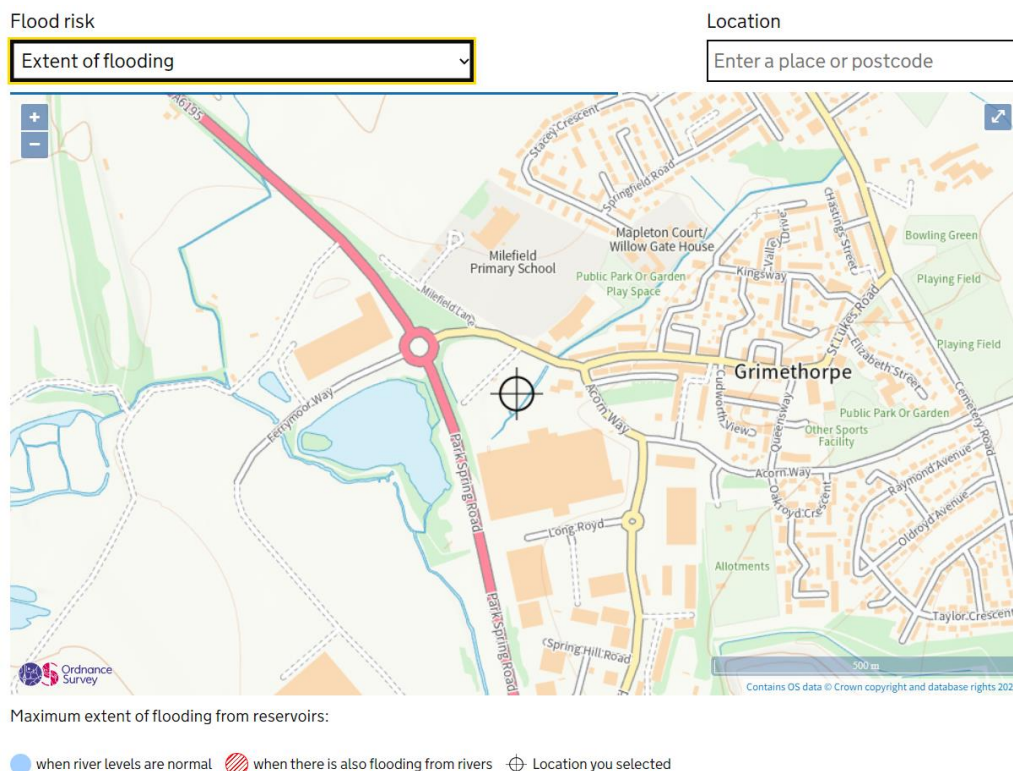 Flood risk
Location
Extent of flooding
Enter a place or postcode
+
−
A6195
Stacey Crescent
Springfield Road
Mapleton Court/
Willow Gate House
Valley
Drive
Hastings Street
Bowling Green
Milefield
Primary School
Public Park Or Garden
Play Space
Kingsway
Playing Field
Milefield Lane
St Lukes Road
Playing Field
Grimethorpe
Elizabeth Street
Ferrymoor Way
Acorn Way
Cudworth View
Queensway
Public Park Or Garden
Other Sports
Facility
Cemetery Road
Park Spring Road
Acorn Way
Raymond Avenue
Oakroyd Crescent
Oldroyd Avenue
Long Royd
Allotments
Park Spring Road
Taylor Crescent
Spring Hill Road
Ordnance
Survey
500 m
Contains OS data © Crown copyright and database rights 202
Maximum extent of flooding from reservoirs:
when river levels are normal when there is also flooding from rivers Location you selected